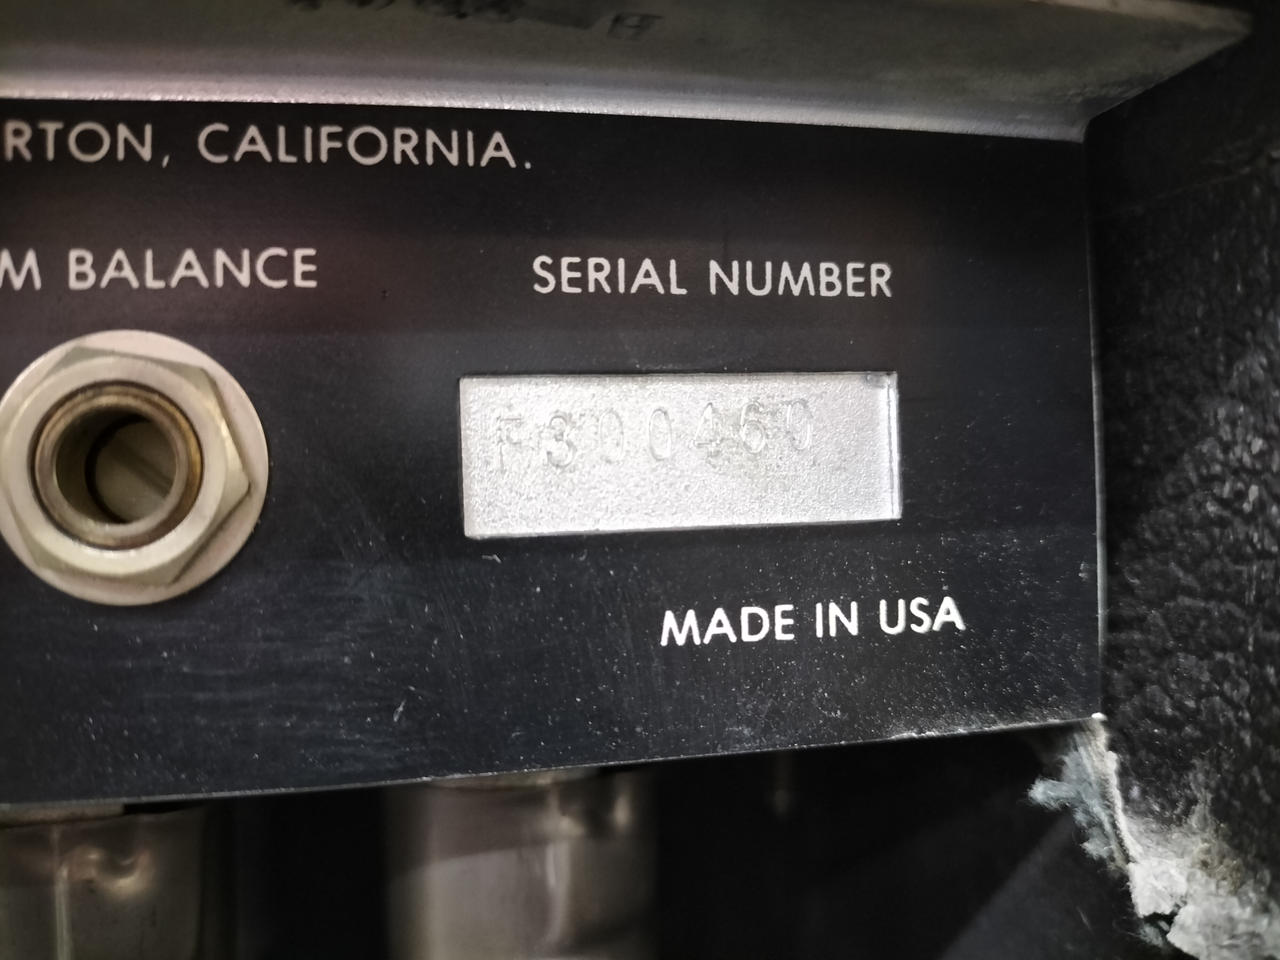 RTON, CALIFORNIA.
M BALANCE
SERIAL NUMBER
F300460
MADE IN USA